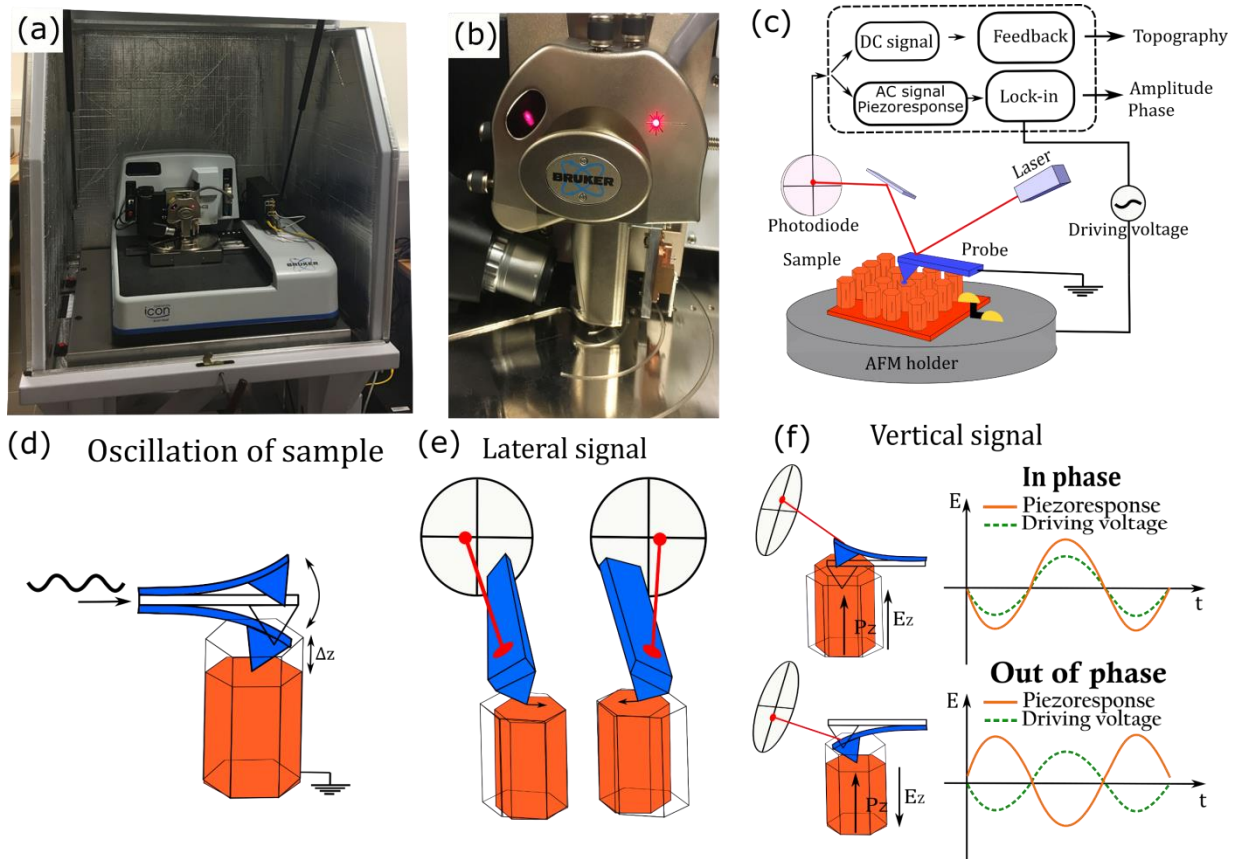 (a)
BRUKER
icon
(b)
BRUKER
(c)
DC signal
Feedback
Topography
AC signal
Piezoresponse
Lock-in
Amplitude
Phase
Laser
Photodiode
Driving voltage
Probe
Sample
AFM holder
(d)
Oscillation of sample
Δz
(e)
Lateral signal
(f)
Vertical signal
In phase
E
Piezoresponse
Driving voltage
t
Pz
Ez
Out of phase
E
Piezoresponse
Driving voltage
t
Pz
Ez